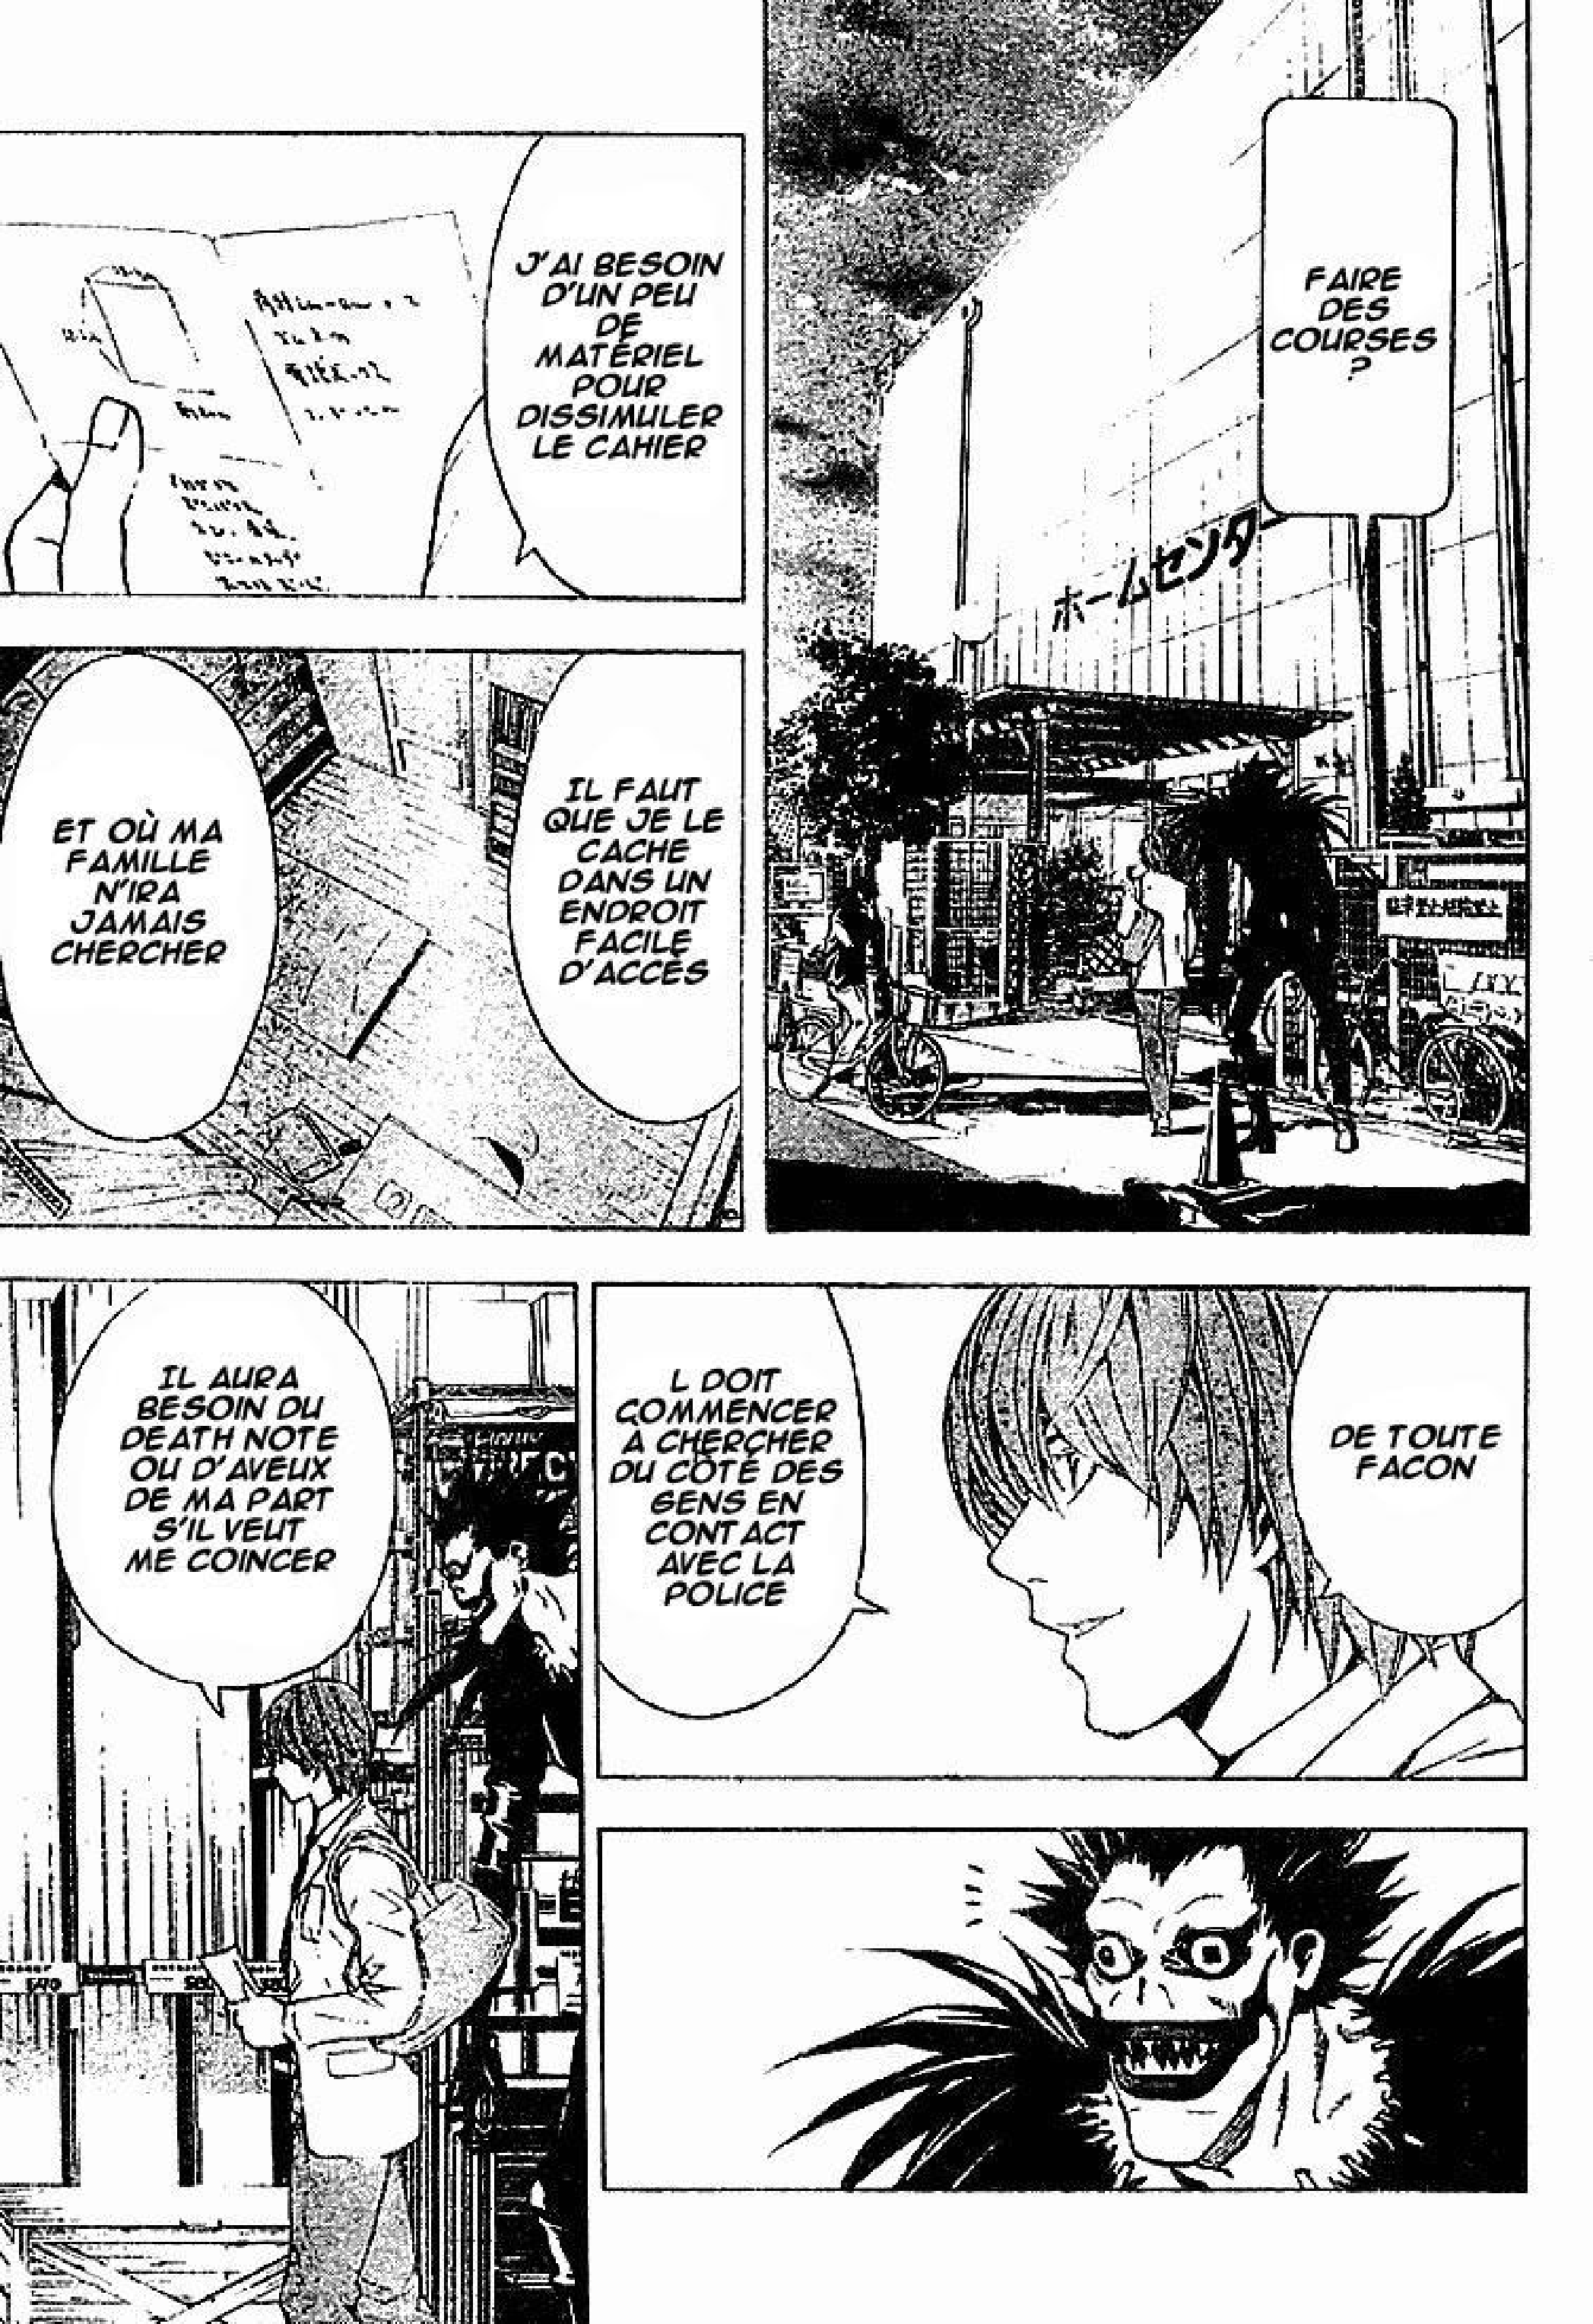 FAIRE
DES
COURSES
?
ホームセンター
J'AI BESOIN
D'UN PEU
DE
MATÉRIEL
POUR
DISSIMULER
LE CAHIER
IL FAUT
QUE JE LE
CACHE
DANS UN
ENDROIT
FACILE
D'ACCÉS
ET OÙ MA
FAMILLE
N'IRA
JAMAIS
CHERCHER
DE TOUTE
FACON
L DOIT
COMMENCER
À CHERCHER
DU CÔTÉ DES
GENS EN
CONTACT
AVEC LA
POLICE
IL AURA
BESOIN DU
DEATH NOTE
OU D'AVEUX
DE MA PART
S'IL VEUT
ME COINCER